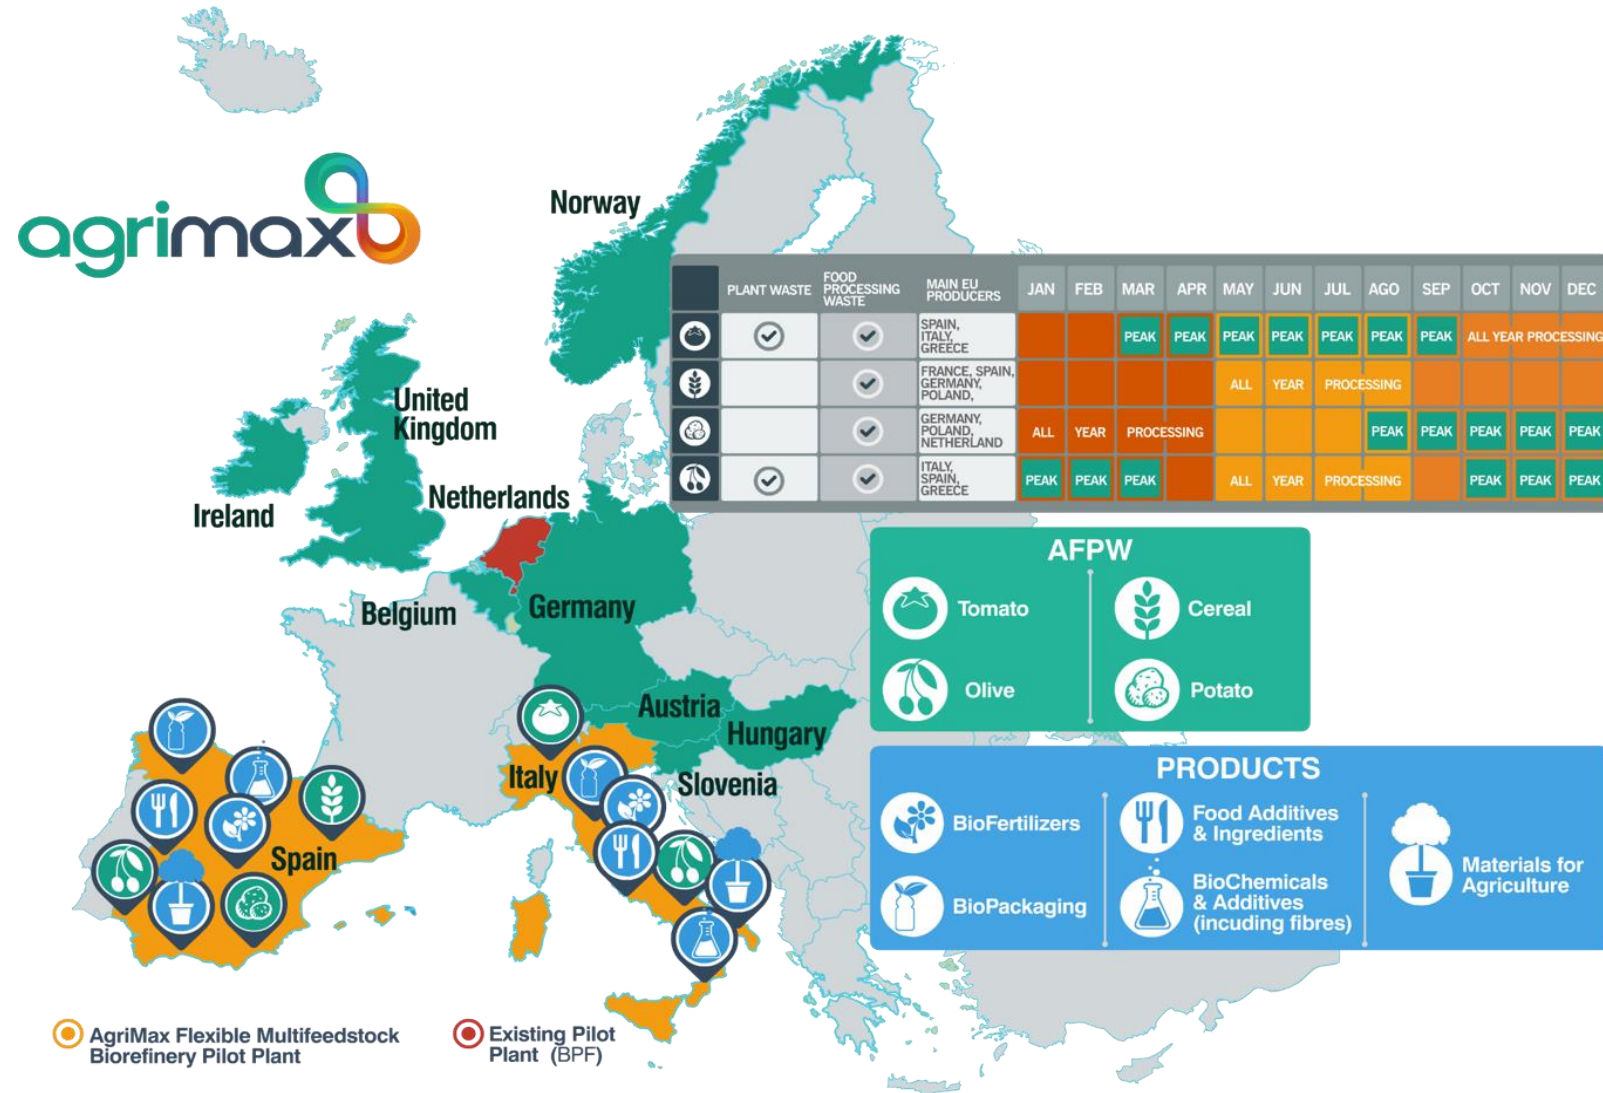 agrimax
Norway
United
Kingdom
Ireland
Netherlands
Belgium
Germany
Austria
Hungary
Italy
Slovenia
Spain
PLANT WASTE
FOOD
PROCESSING
WASTE
MAIN EU
PRODUCERS
JAN FEB MAR APR MAY JUN JUL AGO SEP OCT NOV DEC
SPAIN,
ITALY,
GREECE
PEAK PEAK PEAK PEAK PEAK PEAK PEAK ALL YEAR PROCESSING
FRANCE, SPAIN,
GERMANY,
POLAND,
ALL YEAR PROCESSING
GERMANY,
POLAND,
NETHERLAND
ALL YEAR PROCESSING PEAK PEAK PEAK PEAK PEAK
ITALY,
SPAIN,
GREECE
PEAK PEAK PEAK ALL YEAR PROCESSING PEAK PEAK PEAK
AFPW
Tomato
Cereal
Olive
Potato
PRODUCTS
BioFertilizers
Food Additives
& Ingredients
BioPackaging
BioChemicals
& Additives
(incuding fibres)
Materials for
Agriculture
AgriMax Flexible Multifeedstock
Biorefinery Pilot Plant
Existing Pilot
Plant (BPF)